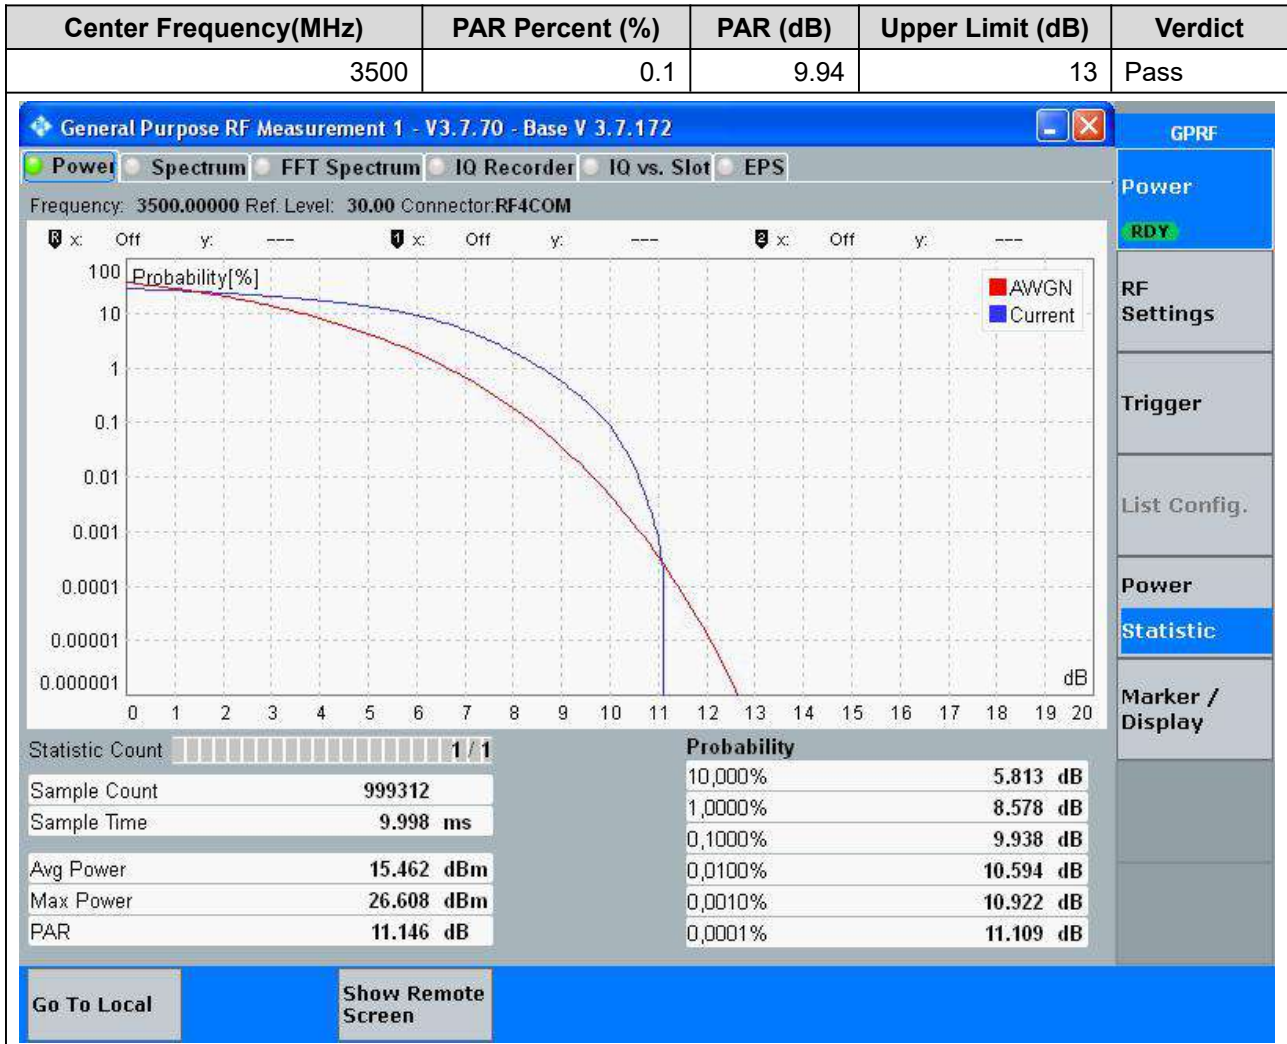 Center Frequency(MHz) PAR Percent (%) PAR (dB) Upper Limit (dB) Verdict
3500 0.1 9.94 13 Pass
General Purpose RF Measurement 1 - V3.7.70 - Base V 3.7.172
GPRF
Power Spectrum FFT Spectrum IQ Recorder IQ vs. Slot EPS
Power
RDY
Frequency: 3500.00000 Ref. Level: 30.00 Connector:RF4COM
R x: Off y: --- 1 x: Off y: --- 2 x: Off y: ---
Probability[%]
AWGN
Current
100
10
1
0.1
0.01
0.001
0.0001
0.00001
0.000001
dB
0 1 2 3 4 5 6 7 8 9 10 11 12 13 14 15 16 17 18 19 20
RF
Settings
Trigger
List Config.
Power
Statistic
Marker /
Display
Statistic Count 1 / 1
Sample Count 999312
Sample Time 9.998 ms
Avg Power 15.462 dBm
Max Power 26.608 dBm
PAR 11.146 dB
Probability
10,000% 5.813 dB
1,0000% 8.578 dB
0,1000% 9.938 dB
0,0100% 10.594 dB
0,0010% 10.922 dB
0,0001% 11.109 dB
Go To Local
Show Remote
Screen